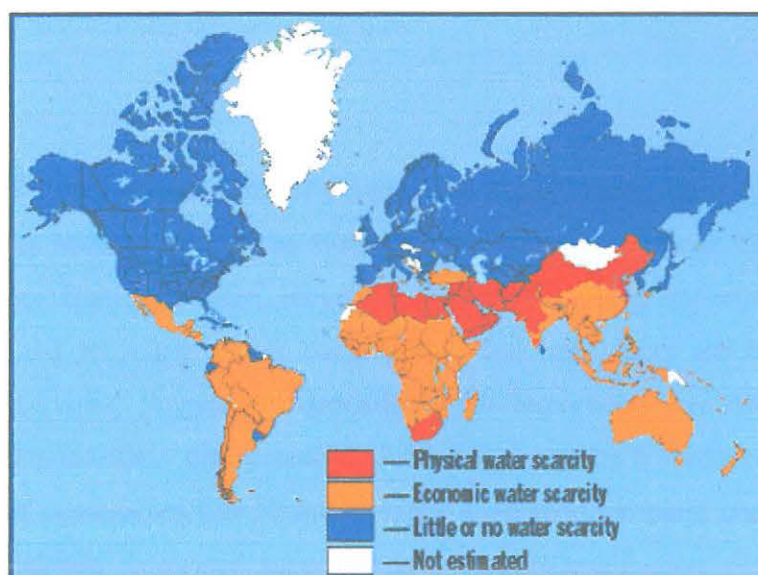 Physical water scarcity
Economic water scarcity
Little or no water scarcity
Not estimated